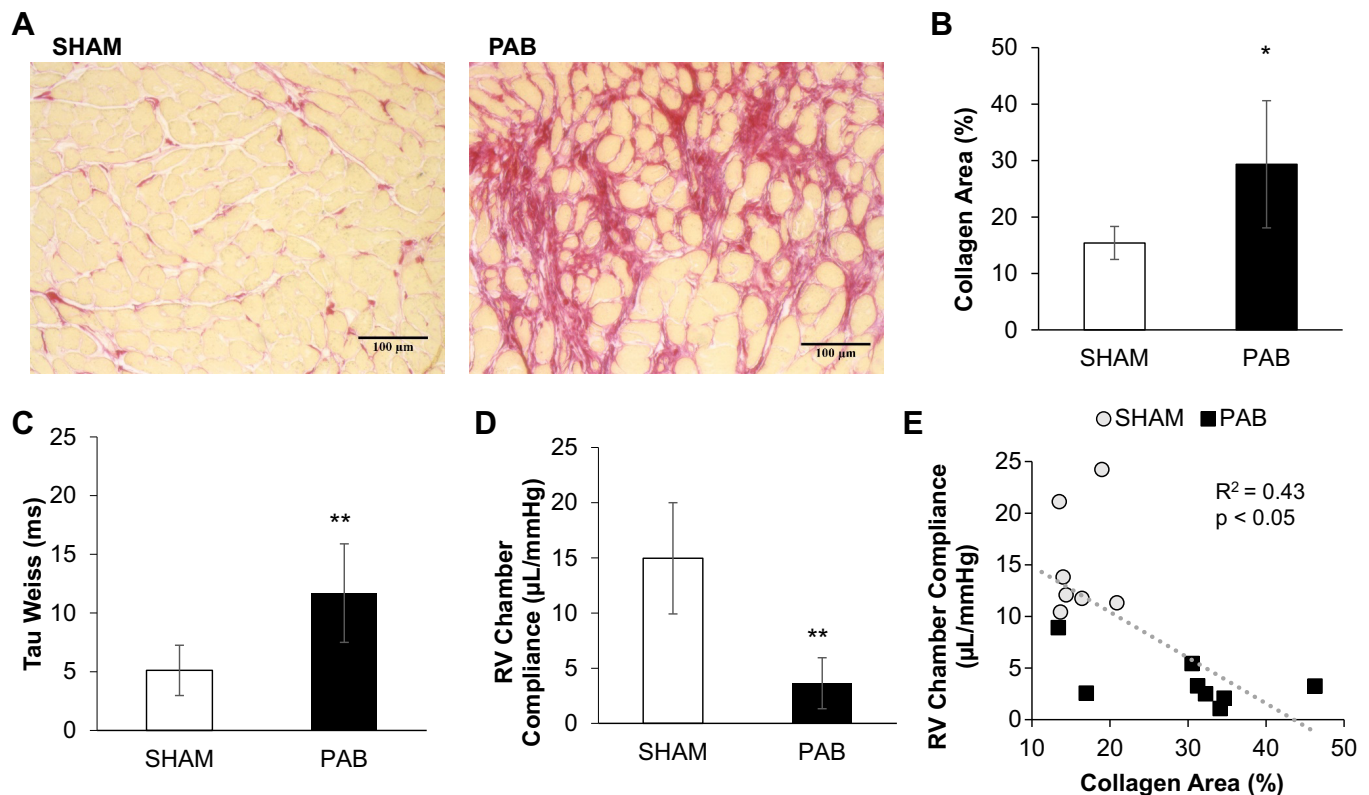 A
SHAM
PAB
100 µm
100 µm
B
50
40
30
20
10
0
Collagen Area (%)
*
SHAM
PAB
C
25
20
15
10
5
0
Tau Weiss (ms)
**
SHAM
PAB
D
25
20
15
10
5
0
RV Chamber
Compliance (µL/mmHg)
**
SHAM
PAB
E
SHAM PAB
25
20
15
10
5
0
RV Chamber Compliance
(µL/mmHg)
R² = 0.43
p < 0.05
10 20 30 40 50
Collagen Area (%)